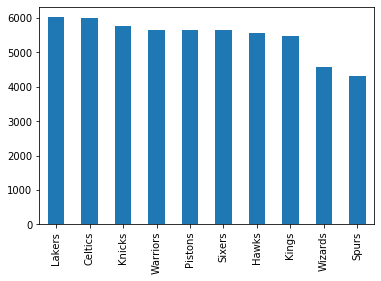 6000
5000
4000
3000
2000
1000
0
Lakers
Celtics
Knicks
Warriors
Pistons
Sixers
Hawks
Kings
Wizards
Spurs